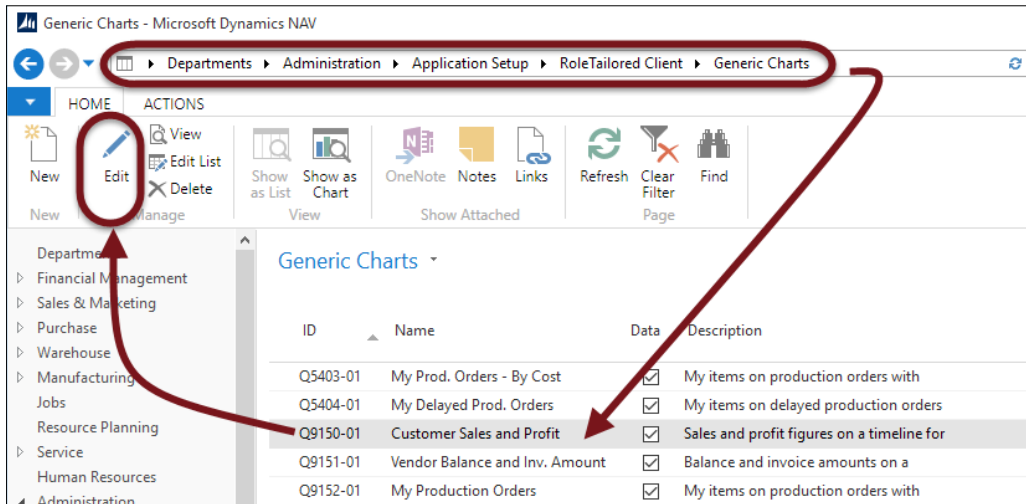 Generic Charts - Microsoft Dynamics NAV
Departments Administration Application Setup RoleTailored Client Generic Charts
HOME ACTIONS
New
Edit
View
Edit List
Delete
Show as List
Show as Chart
OneNote
Notes
Links
Refresh
Clear Filter
Find
New
Manage
View
Show Attached
Page
Financial Management
Sales & Marketing
Purchase
Warehouse
Manufacturing
Jobs
Resource Planning
Service
Human Resources
Administration
Generic Charts
ID Name Data Description
Q5403-01 My Prod. Orders - By Cost My items on production orders with
Q5404-01 My Delayed Prod. Orders My items on delayed production orders
Q9150-01 Customer Sales and Profit Sales and profit figures on a timeline for
Q9151-01 Vendor Balance and Inv. Amount Balance and invoice amounts on a
Q9152-01 My Production Orders My items on production orders with